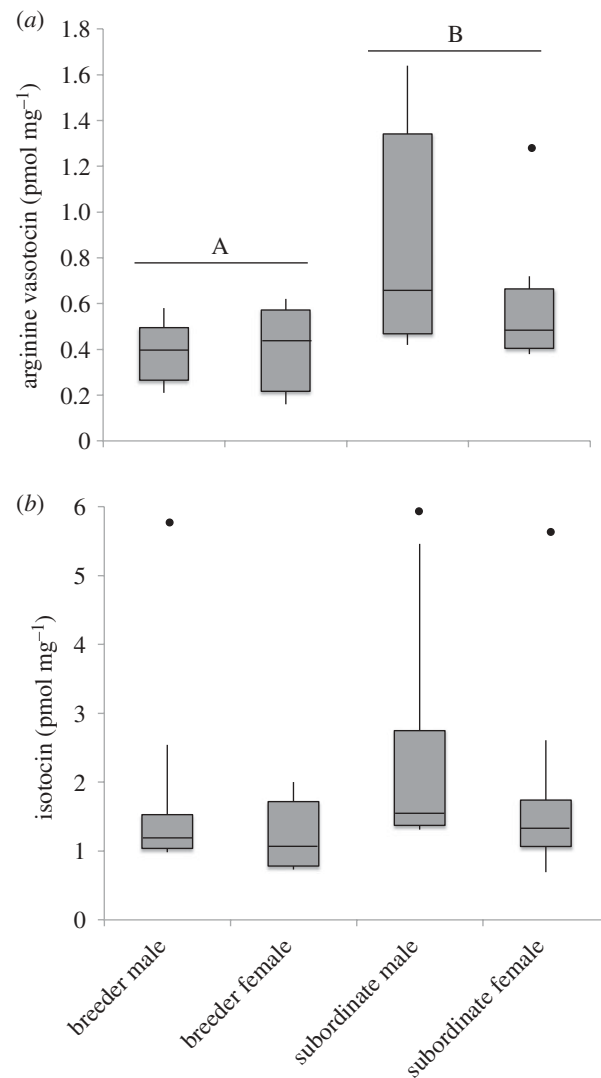 (a)
1.8
1.6
1.4
1.2
1.0
0.8
0.6
0.4
0.2
0
arginine vasotocin (pmol mg⁻¹)
A
B
(b)
6
5
4
3
2
1
0
isotocin (pmol mg⁻¹)
breeder male
breeder female
subordinate male
subordinate female